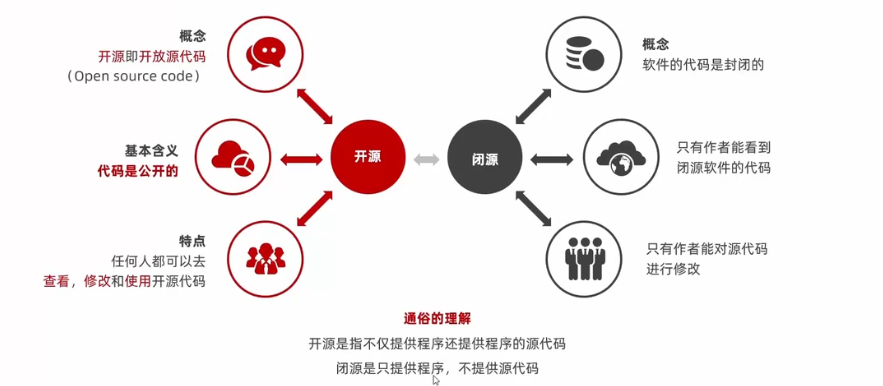 概念
开源即开放源代码
（Open source code）
基本含义
代码是公开的
特点
任何人都可以去
查看，修改和使用开源代码
开源
闭源
概念
软件的代码是封闭的
只有作者能看到
闭源软件的代码
只有作者能对源代码
进行修改
通俗的理解
开源是指不仅提供程序还提供程序的源代码
闭源是只提供程序，不提供源代码